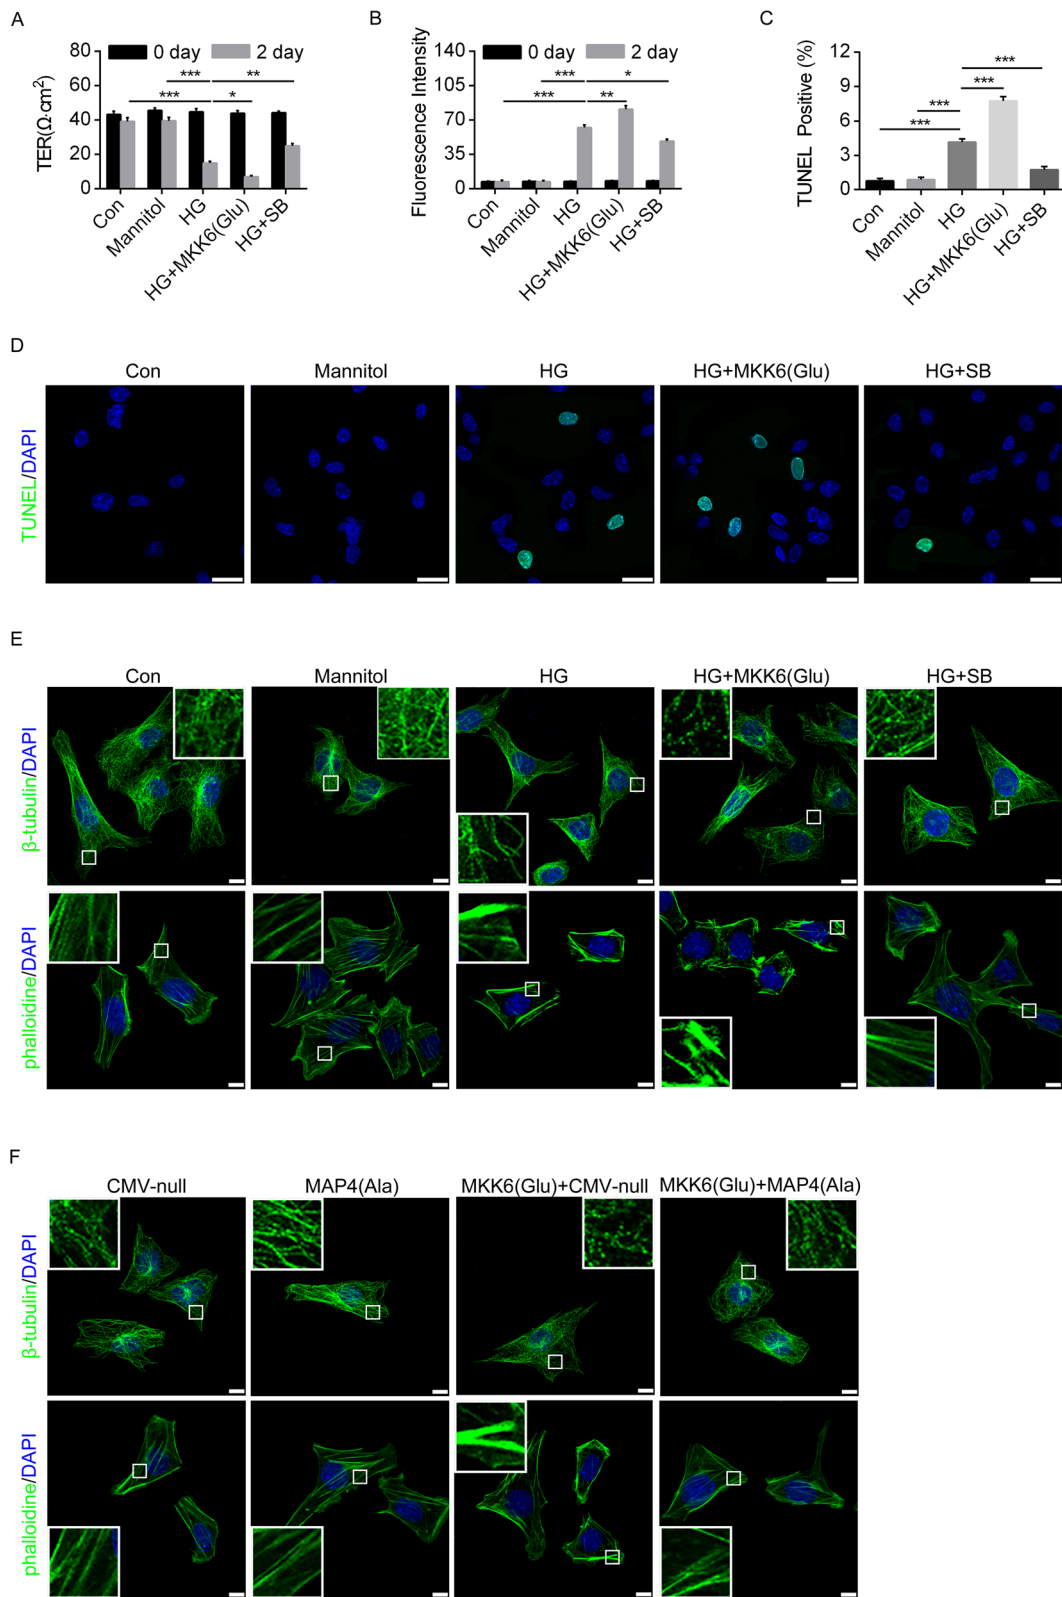 A
B
C
0 day 2 day
TER(Ω·cm²)
80
60
40
20
0
*** **
*** *
Con
Mannitol
HG
HG+MKK6(Glu)
HG+SB
0 day 2 day
Fluorescence Intensity
140
105
70
35
0
*** *
*** **
Con
Mannitol
HG
HG+MKK6(Glu)
HG+SB
TUNEL Positive (%)
12
9
6
3
0
***
***
***
***
Con
Mannitol
HG
HG+MKK6(Glu)
HG+SB
D
Con Mannitol HG HG+MKK6(Glu) HG+SB
TUNEL/DAPI
E
Con Mannitol HG HG+MKK6(Glu) HG+SB
β-tubulin/DAPI
phalloidine/DAPI
F
CMV-null MAP4(Ala) MKK6(Glu)+CMV-null MKK6(Glu)+MAP4(Ala)
β-tubulin/DAPI
phalloidine/DAPI